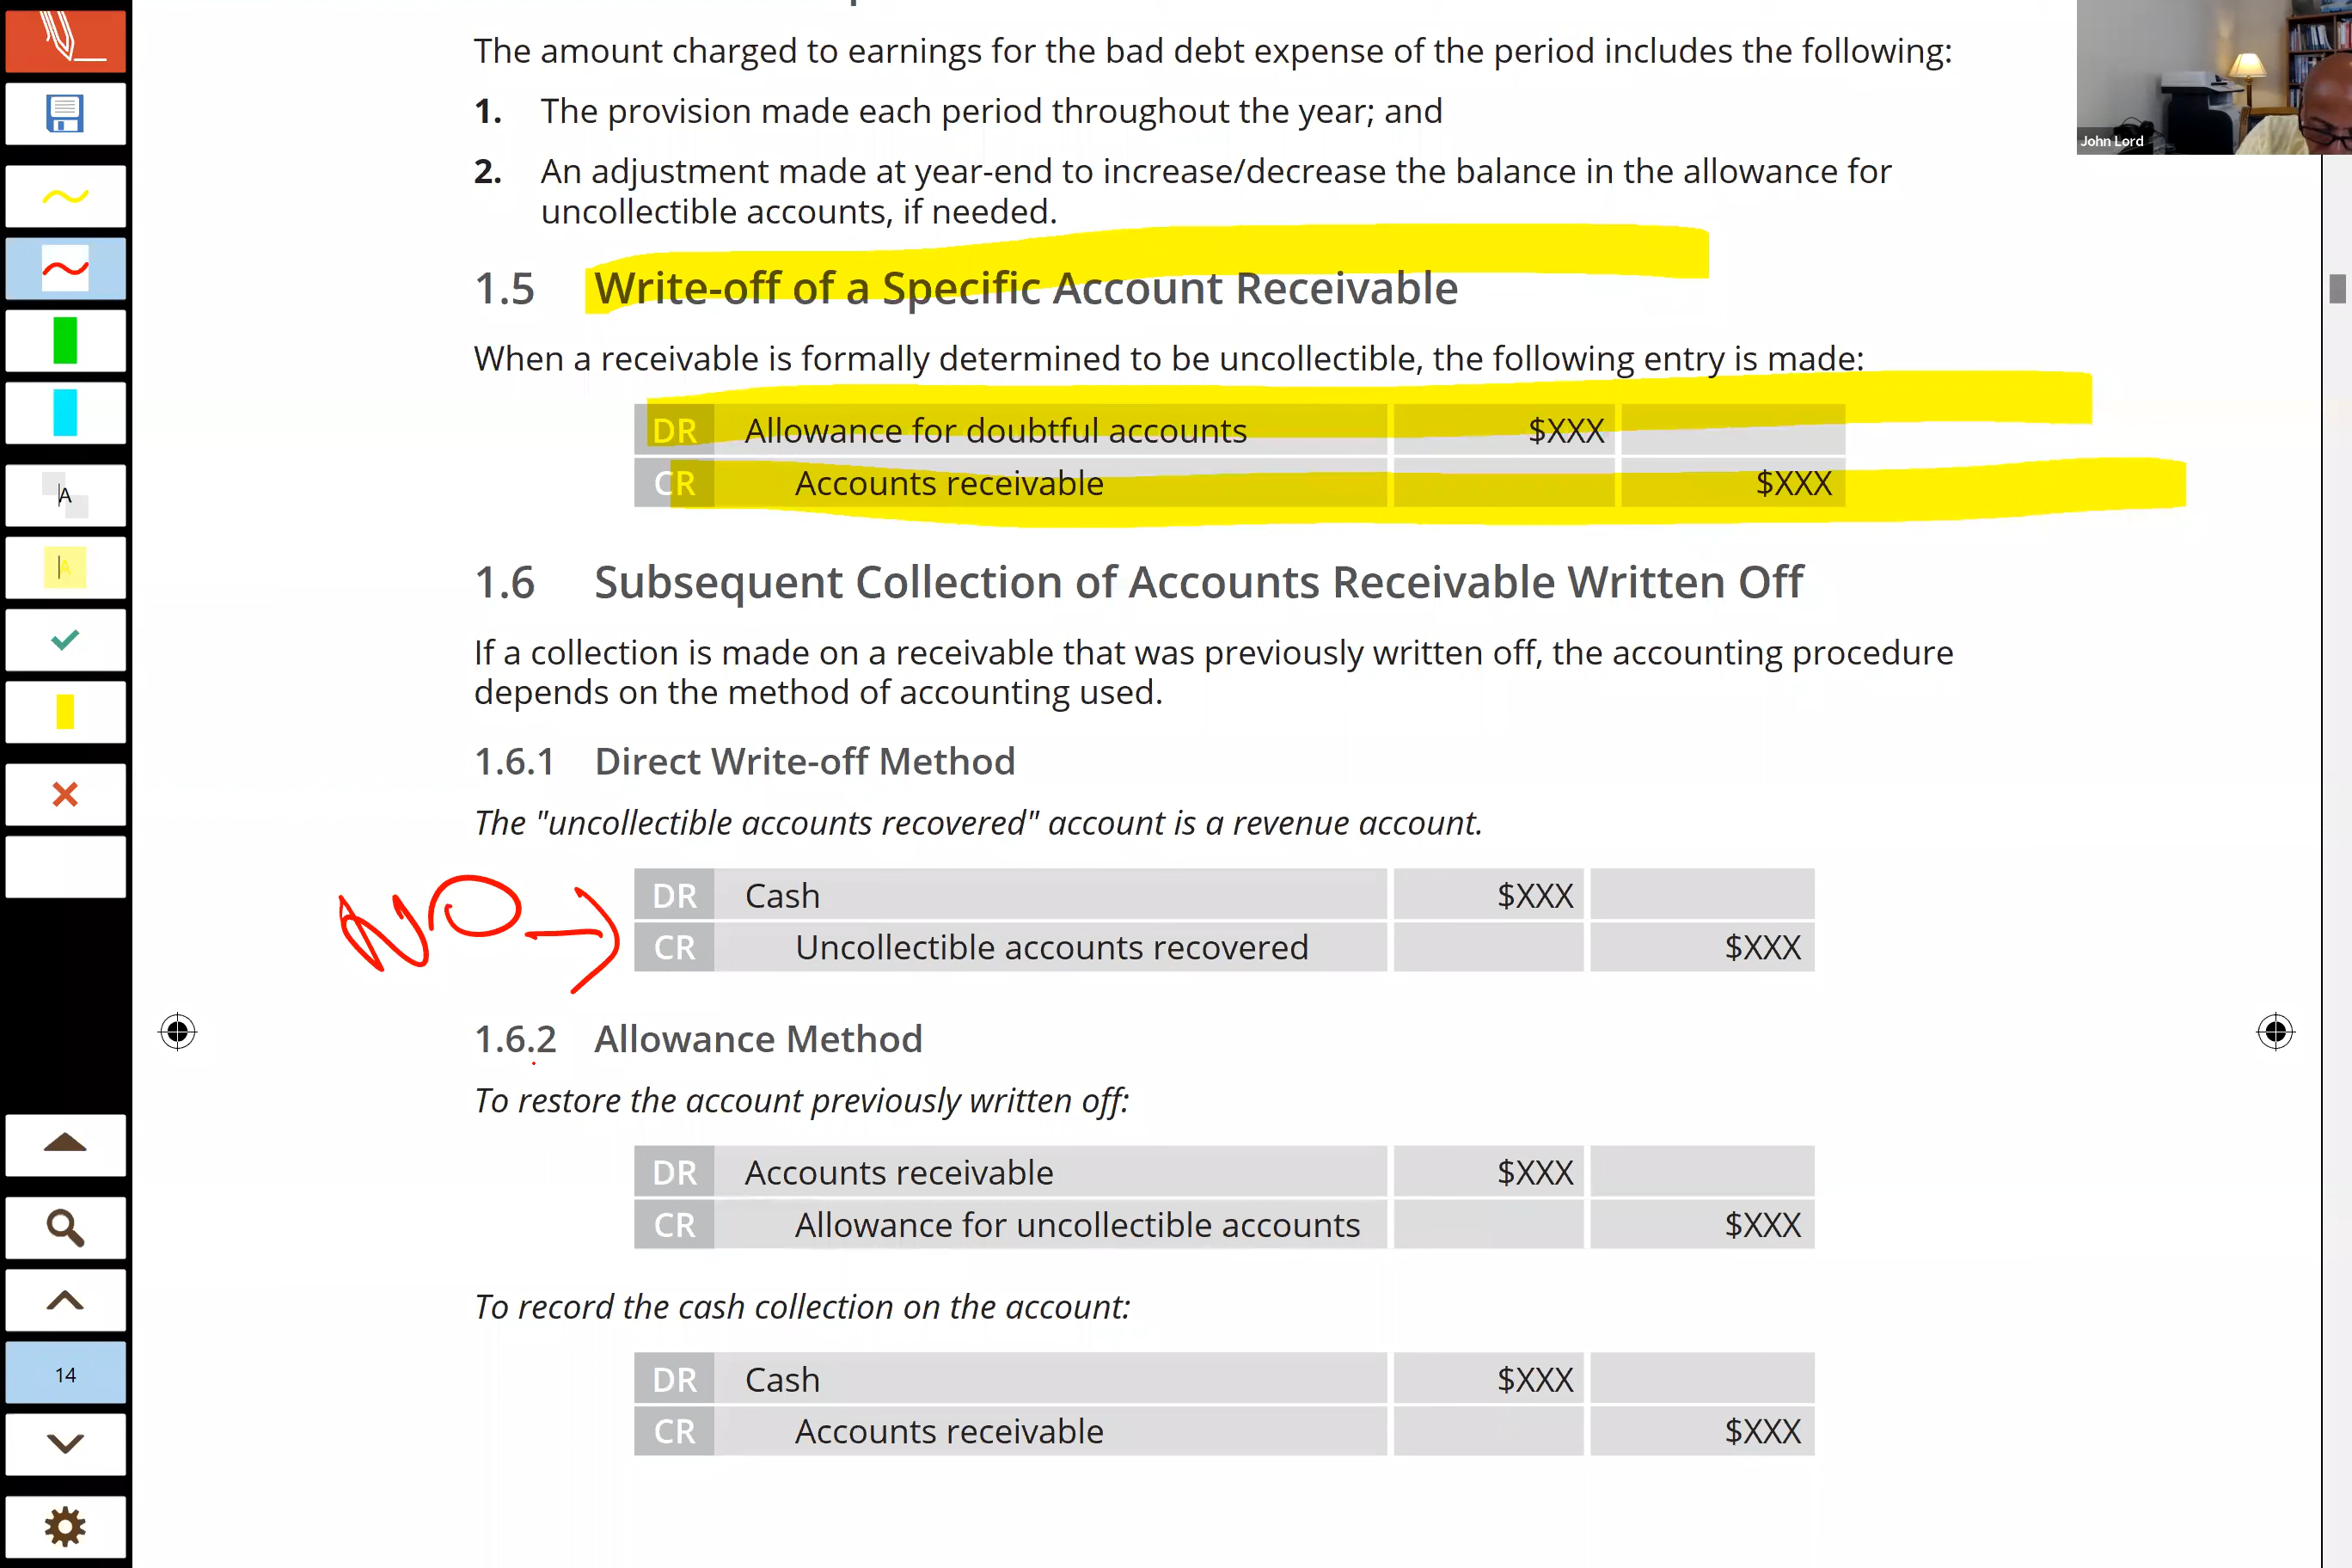 The amount charged to earnings for the bad debt expense of the period includes the following:
1. The provision made each period throughout the year; and
2. An adjustment made at year-end to increase/decrease the balance in the allowance for
uncollectible accounts, if needed.
John Lord
1.5 Write-off of a Specific Account Receivable
When a receivable is formally determined to be uncollectible, the following entry is made:
DR Allowance for doubtful accounts $XXX
CR Accounts receivable $XXX
A
A
1.6 Subsequent Collection of Accounts Receivable Written Off
If a collection is made on a receivable that was previously written off, the accounting procedure
depends on the method of accounting used.
1.6.1 Direct Write-off Method
The "uncollectible accounts recovered" account is a revenue account.
NO
DR Cash $XXX
CR Uncollectible accounts recovered $XXX
1.6.2 Allowance Method
To restore the account previously written off:
DR Accounts receivable $XXX
CR Allowance for uncollectible accounts $XXX
To record the cash collection on the account:
DR Cash $XXX
CR Accounts receivable $XXX
14